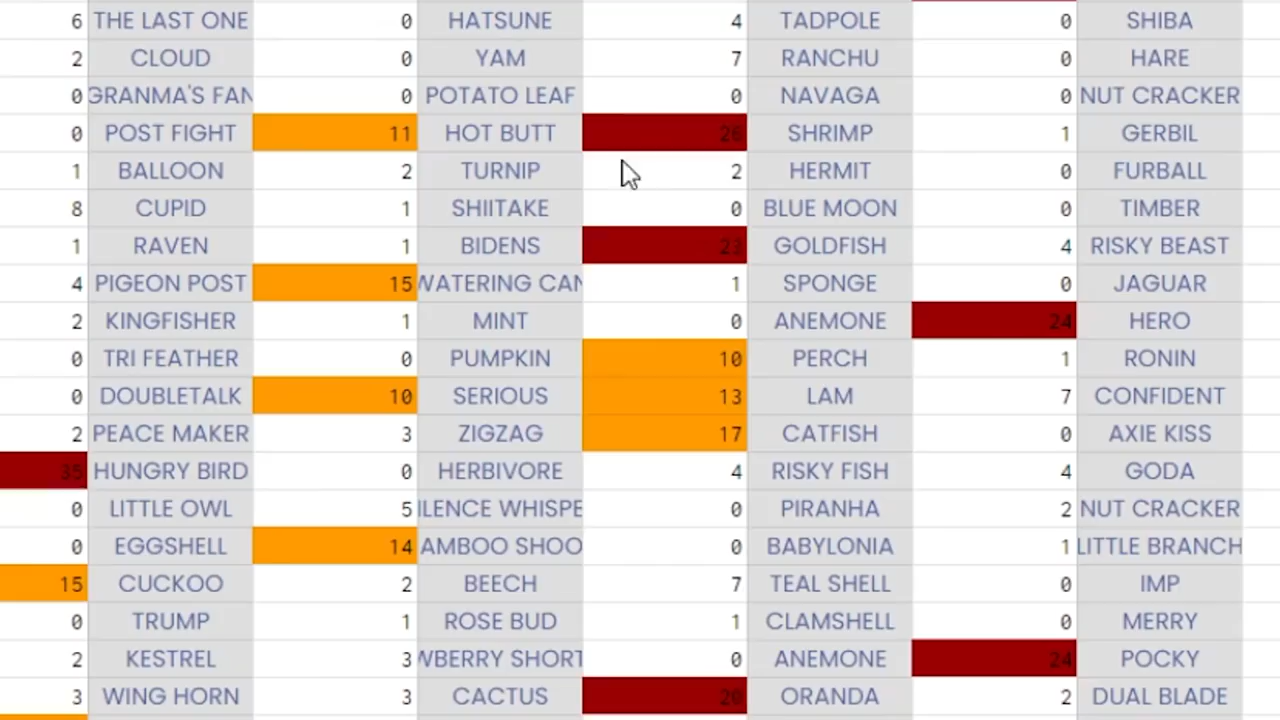 6 THE LAST ONE 0 HATSUNE 4 TADPOLE 0 SHIBA
2 CLOUD 0 YAM 7 RANCHU 0 HARE
0 GRANMA'S FAN 0 POTATO LEAF 0 NAVAGA 0 NUT CRACKER
0 POST FIGHT 11 HOT BUTT 26 SHRIMP 1 GERBIL
1 BALLOON 2 TURNIP 2 HERMIT 0 FURBALL
8 CUPID 1 SHIITAKE 0 BLUE MOON 0 TIMBER
1 RAVEN 1 BIDENS 23 GOLDFISH 4 RISKY BEAST
4 PIGEON POST 15 WATERING CAN 1 SPONGE 0 JAGUAR
2 KINGFISHER 1 MINT 0 ANEMONE 24 HERO
0 TRI FEATHER 0 PUMPKIN 10 PERCH 1 RONIN
0 DOUBLETALK 10 SERIOUS 13 LAM 7 CONFIDENT
2 PEACE MAKER 3 ZIGZAG 17 CATFISH 0 AXIE KISS
35 HUNGRY BIRD 0 HERBIVORE 4 RISKY FISH 4 GODA
0 LITTLE OWL 5 ILENCE WHISPE 0 PIRANHA 2 NUT CRACKER
0 EGGSHELL 14 AMBOO SHOO 0 BABYLONIA 1 LITTLE BRANCH
15 CUCKOO 2 BEECH 7 TEAL SHELL 0 IMP
0 TRUMP 1 ROSE BUD 1 CLAMSHELL 0 MERRY
2 KESTREL 3 WBERRY SHORT 0 ANEMONE 24 POCKY
3 WING HORN 3 CACTUS 20 ORANDA 2 DUAL BLADE